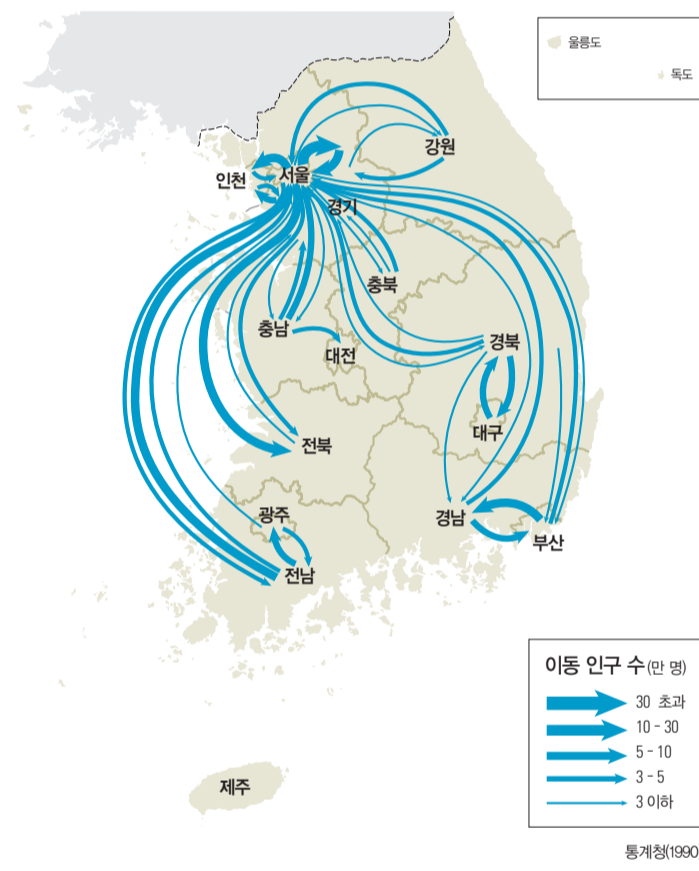 울릉도
독도
강원
인천
서울
경기
충북
충남
대전
경북
대구
전북
광주
경남
부산
전남
제주
이동 인구 수(만 명)
30 초과
10 - 30
5 - 10
3 - 5
3 이하
통계청(1990